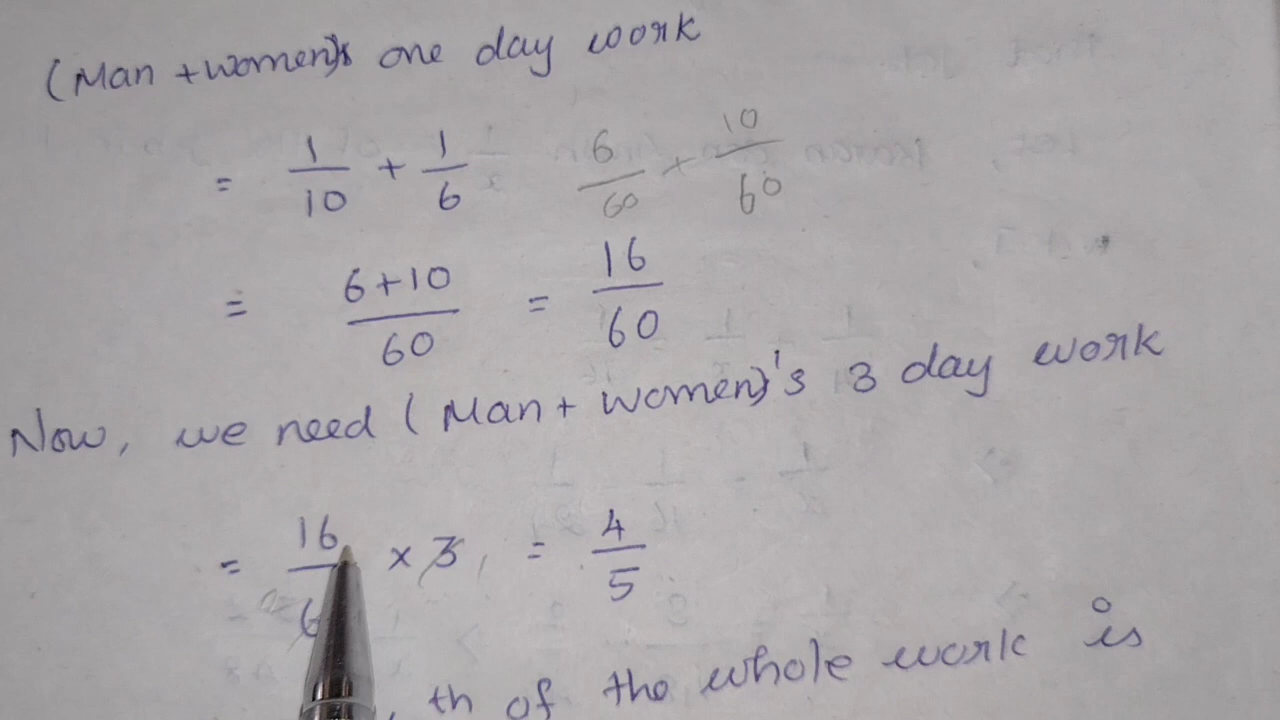 (Man + women)'s one day work
= 1/10 + 1/6 6/60 + 10/60
= 6+10/60 = 16/60
Now, we need (Man + women)'s 3 day work
= 16/6 × 3 1 = 4/5
th of the whole work is